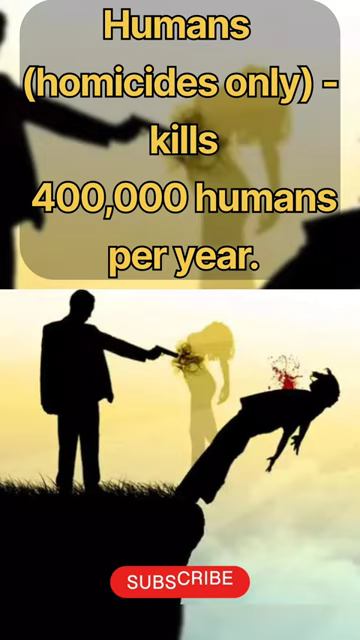 Humans
(homicides only) -
kills
400,000 humans
per year.
SUBSCRIBE